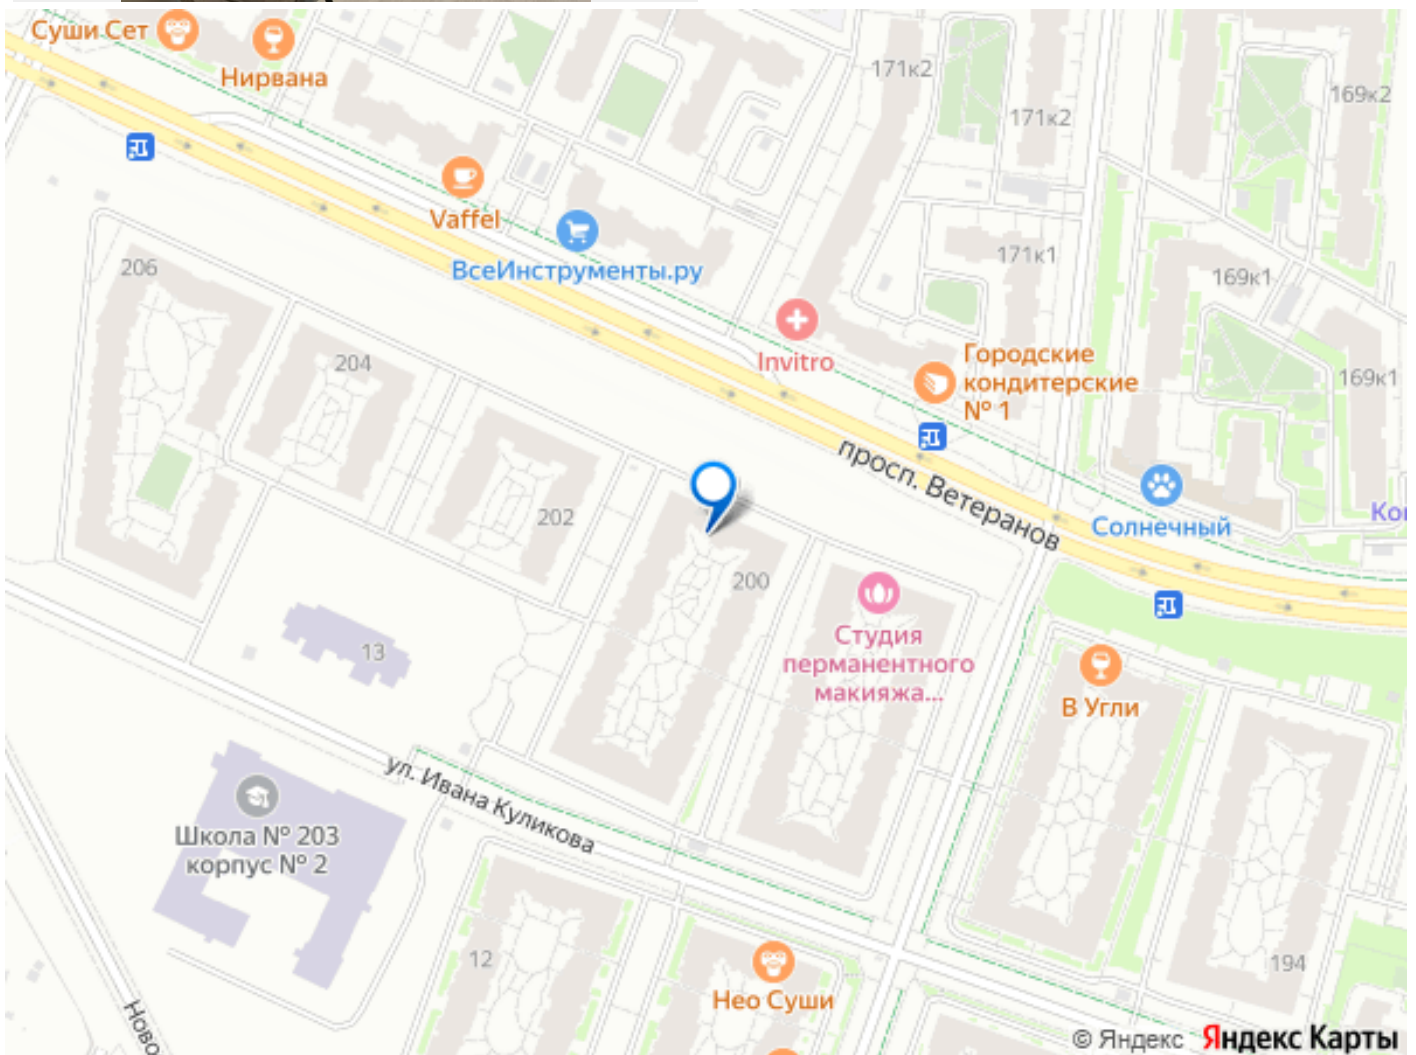 Суши Сет
Нирвана
171к2
169к2
171к2
Vaffel
ВсеИнструменты.ру
171к1
206
169к1
204
Invitro
Городские
кондитерские
№ 1
169к1
просп. Ветеранов
202
Солнечный
Ко
200
Студия
перманентного
макияжа...
13
В Угли
ул. Ивана Куликова
Школа № 203
корпус № 2
12
Нео Суши
194
Ново
© Яндекс Яндекс Карты